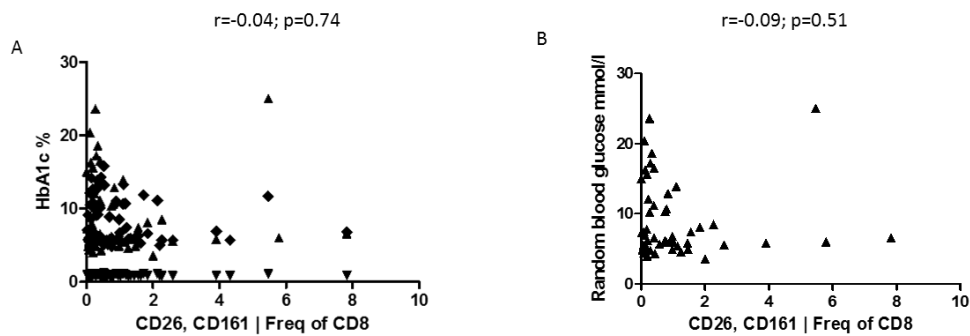 r=-0.04; p=0.74
A
HbA1c %
30
20
10
0
0 2 4 6 8 10
CD26, CD161 | Freq of CD8
r=-0.09; p=0.51
B
Random blood glucose mmol/l
30
20
10
0
0 2 4 6 8 10
CD26, CD161 | Freq of CD8